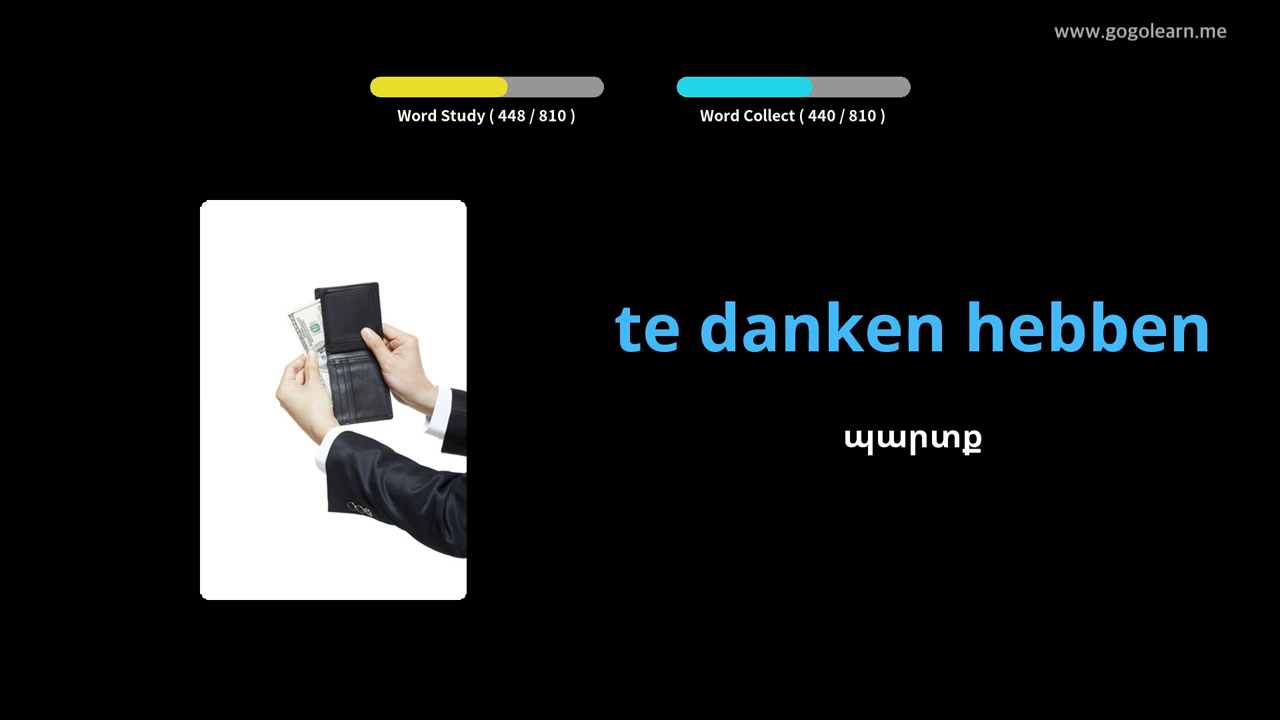 www.gogolearn.me
Word Study ( 448 / 810 )
Word Collect ( 440 / 810 )
te danken hebben
պարտք